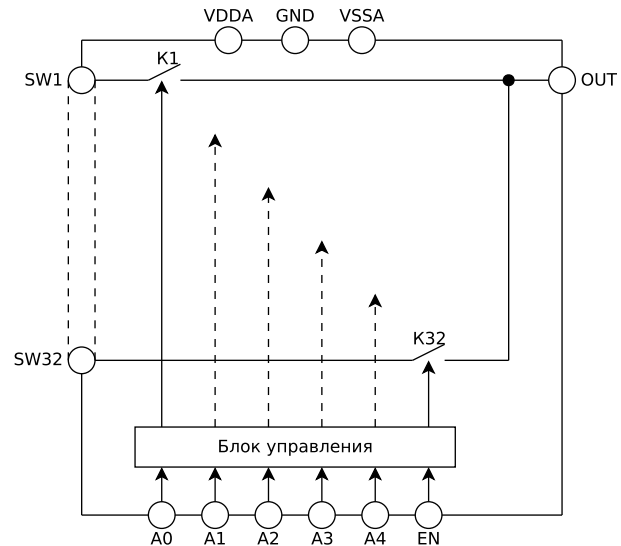 VDDA GND VSSA
K1
SW1 OUT
K32
SW32
Блок управления
A0 A1 A2 A3 A4 EN